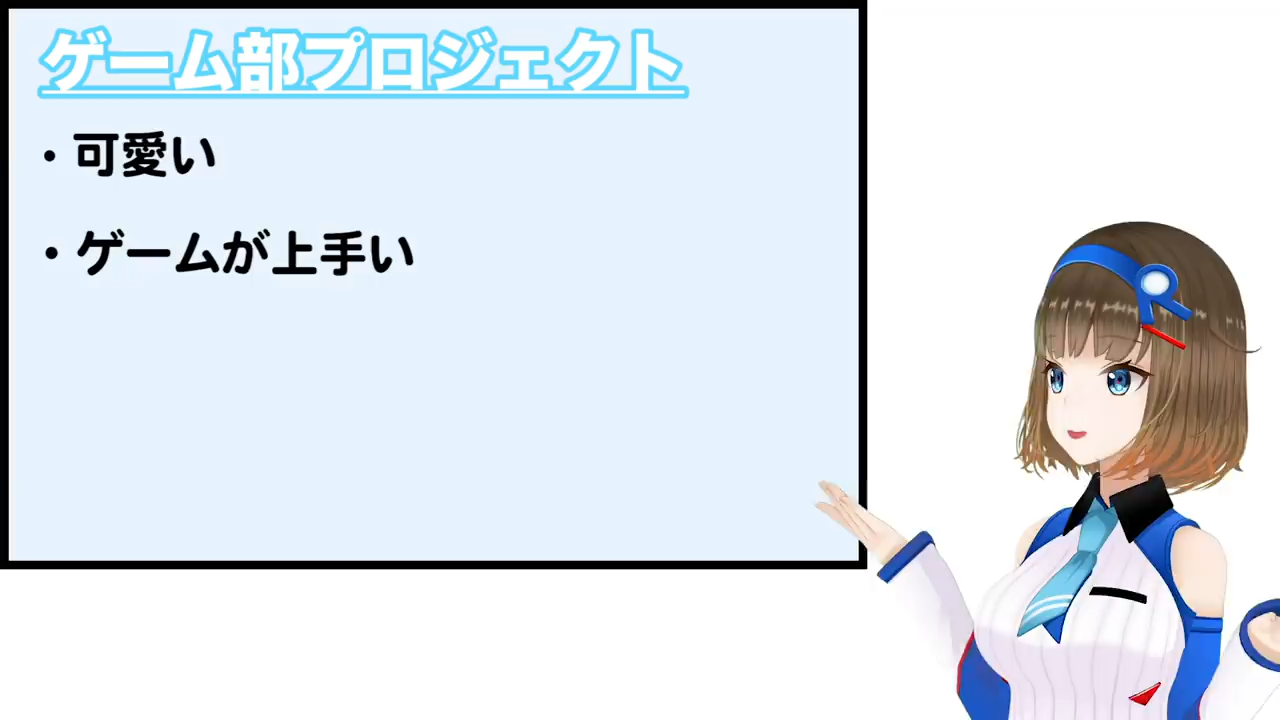 ゲーム部プロジェクト
・可愛い
・ゲームが上手い